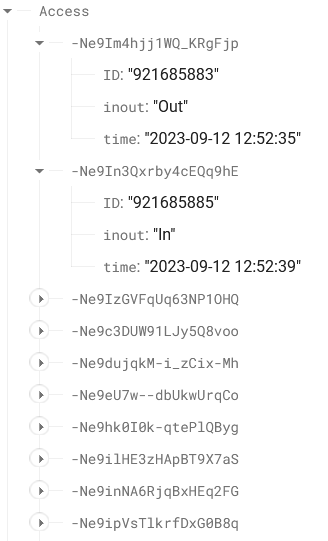 Access
-Ne9Im4hjj1WQ_KRgFjp
ID: "921685883"
inout: "Out"
time: "2023-09-12 12:52:35"
-Ne9In3Qxrby4cEQq9hE
ID: "921685885"
inout: "In"
time: "2023-09-12 12:52:39"
-Ne9IzGVFqUq63NP1OHQ
-Ne9c3DUW91LJy5Q8voo
-Ne9dujqkM-i_zCix-Mh
-Ne9eU7w--dbUkwUrqCo
-Ne9hk0I0k-qtePlQByg
-Ne9ilHE3zHApBT9X7aS
-Ne9inNA6RjqBxHEq2FG
-Ne9ipVsTlkrfDxG0B8q